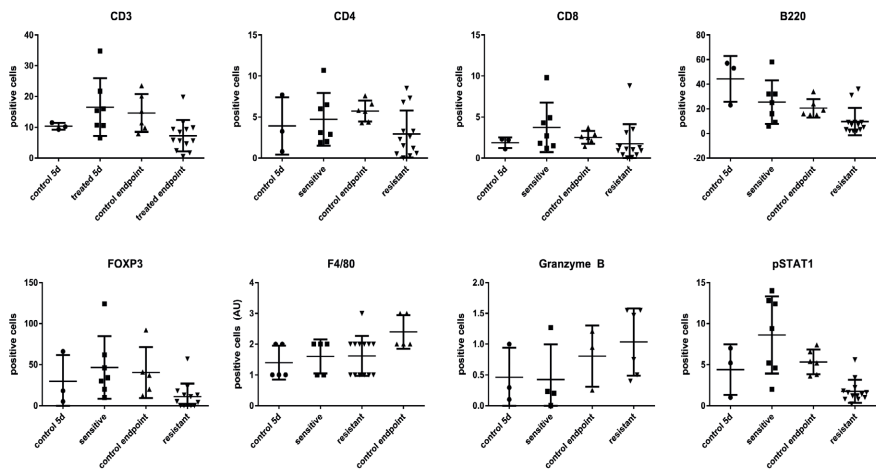 CD3
positive cells
40
30
20
10
0
control 5d
treated 5d
control endpoint
treated endpoint
CD4
positive cells
15
10
5
0
control 5d
sensitive
control endpoint
resistant
CD8
positive cells
15
10
5
0
control 5d
sensitive
control endpoint
resistant
B220
positive cells
80
60
40
20
0
-20
control 5d
sensitive
control endpoint
resistant
FOXP3
positive cells
150
100
50
0
control 5d
sensitive
control endpoint
resistant
F4/80
positive cells (AU)
4
3
2
1
0
control 5d
sensitive
resistant
control endpoint
Granzyme B
positive cells
2.0
1.5
1.0
0.5
0.0
control 5d
sensitive
control endpoint
resistant
pSTAT1
positive cells
15
10
5
0
control 5d
sensitive
control endpoint
resistant